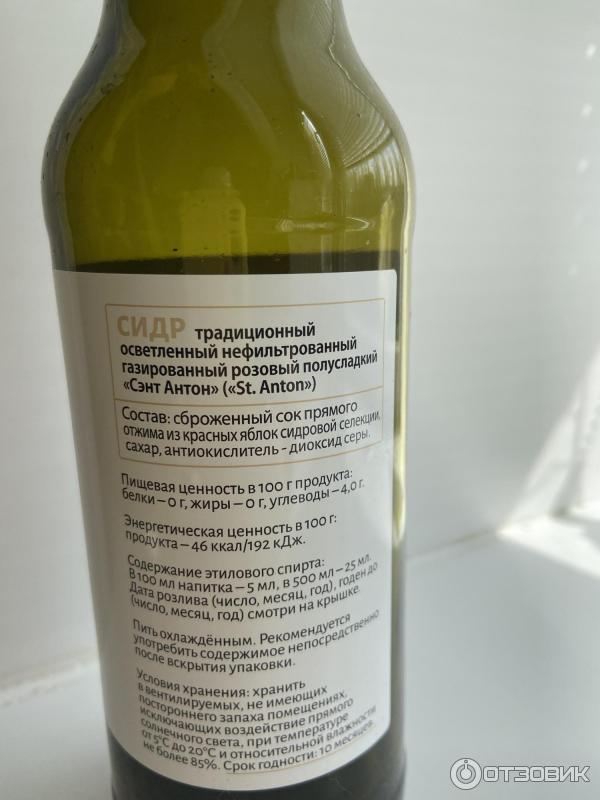 СИДР традиционный
осветленный нефильтрованный
газированный розовый полусладкий
«Сэнт Антон» («St. Anton»)
Состав: сброженный сок прямого
отжима из красных яблок сидровой селекции,
сахар, антиокислитель - диоксид серы.
Пищевая ценность в 100 г продукта:
белки – 0 г, жиры – 0 г, углеводы – 4,0 г.
Энергетическая ценность в 100 г:
продукта – 46 ккал/192 кДж.
Содержание этилового спирта:
В 100 мл напитка – 5 мл, в 500 мл – 25 мл.
Дата розлива (число, месяц, год), годен до
(число, месяц, год) смотри на крышке.
Пить охлаждённым. Рекомендуется
употребить содержимое непосредственно
после вскрытия упаковки.
Условия хранения: хранить
в вентилируемых, не имеющих
постороннего запаха помещениях,
исключающих воздействие прямого
солнечного света, при температуре
от 5°С до 20°С и относительной влажности
не более 85%. Срок годности: 10 месяцев.
ОТЗОВИК